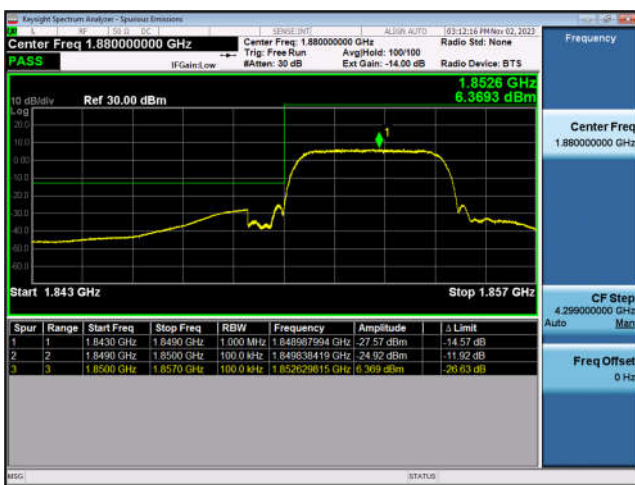 Keysight Spectrum Analyzer - Spurious Emissions
RF 50 Ω DC SENSE:INT ALIGN AUTO 03:12:16 PM Nov 02, 2023
Center Freq 1.880000000 GHz Center Freq: 1.880000000 GHz Radio Std: None Frequency
PASS Trig: Free Run Avg|Hold: 100/100
IFGain:Low #Atten: 30 dB Ext Gain: -14.00 dB Radio Device: BTS
1.8526 GHz
10 dB/div Ref 30.00 dBm 6.3693 dBm
Log
20.0
10.0
0.00
-10.0
-20.0
-30.0
-40.0
-50.0
-60.0
1
Start 1.843 GHz Stop 1.857 GHz
Center Freq
1.880000000 GHz
CF Step
4.299000000 GHz
Auto Man
Freq Offset
0 Hz
Spur Range Start Freq Stop Freq RBW Frequency Amplitude Δ Limit
1 1 1.8430 GHz 1.8490 GHz 1.000 MHz 1.848987994 GHz -27.57 dBm -14.57 dB
2 2 1.8490 GHz 1.8500 GHz 100.0 kHz 1.849838419 GHz -24.92 dBm -11.92 dB
3 3 1.8500 GHz 1.8570 GHz 100.0 kHz 1.852629815 GHz 6.369 dBm -26.63 dB
MSG STATUS